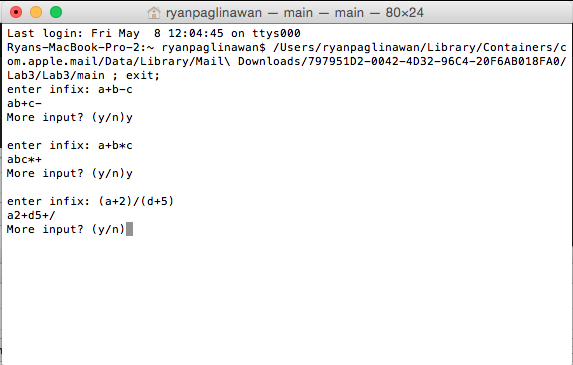 ryanpaglinawan — main — main — 80×24
Last login: Fri May  8 12:04:45 on ttys000
Ryans-MacBook-Pro-2:~ ryanpaglinawan$ /Users/ryanpaglinawan/Library/Containers/c
om.apple.mail/Data/Library/Mail\ Downloads/797951D2-0042-4D32-96C4-20F6AB018FA0/
Lab3/Lab3/main ; exit;
enter infix: a+b-c
ab+c-
More input? (y/n)y
enter infix: a+b*c
abc*+
More input? (y/n)y
enter infix: (a+2)/(d+5)
a2+d5+/
More input? (y/n)